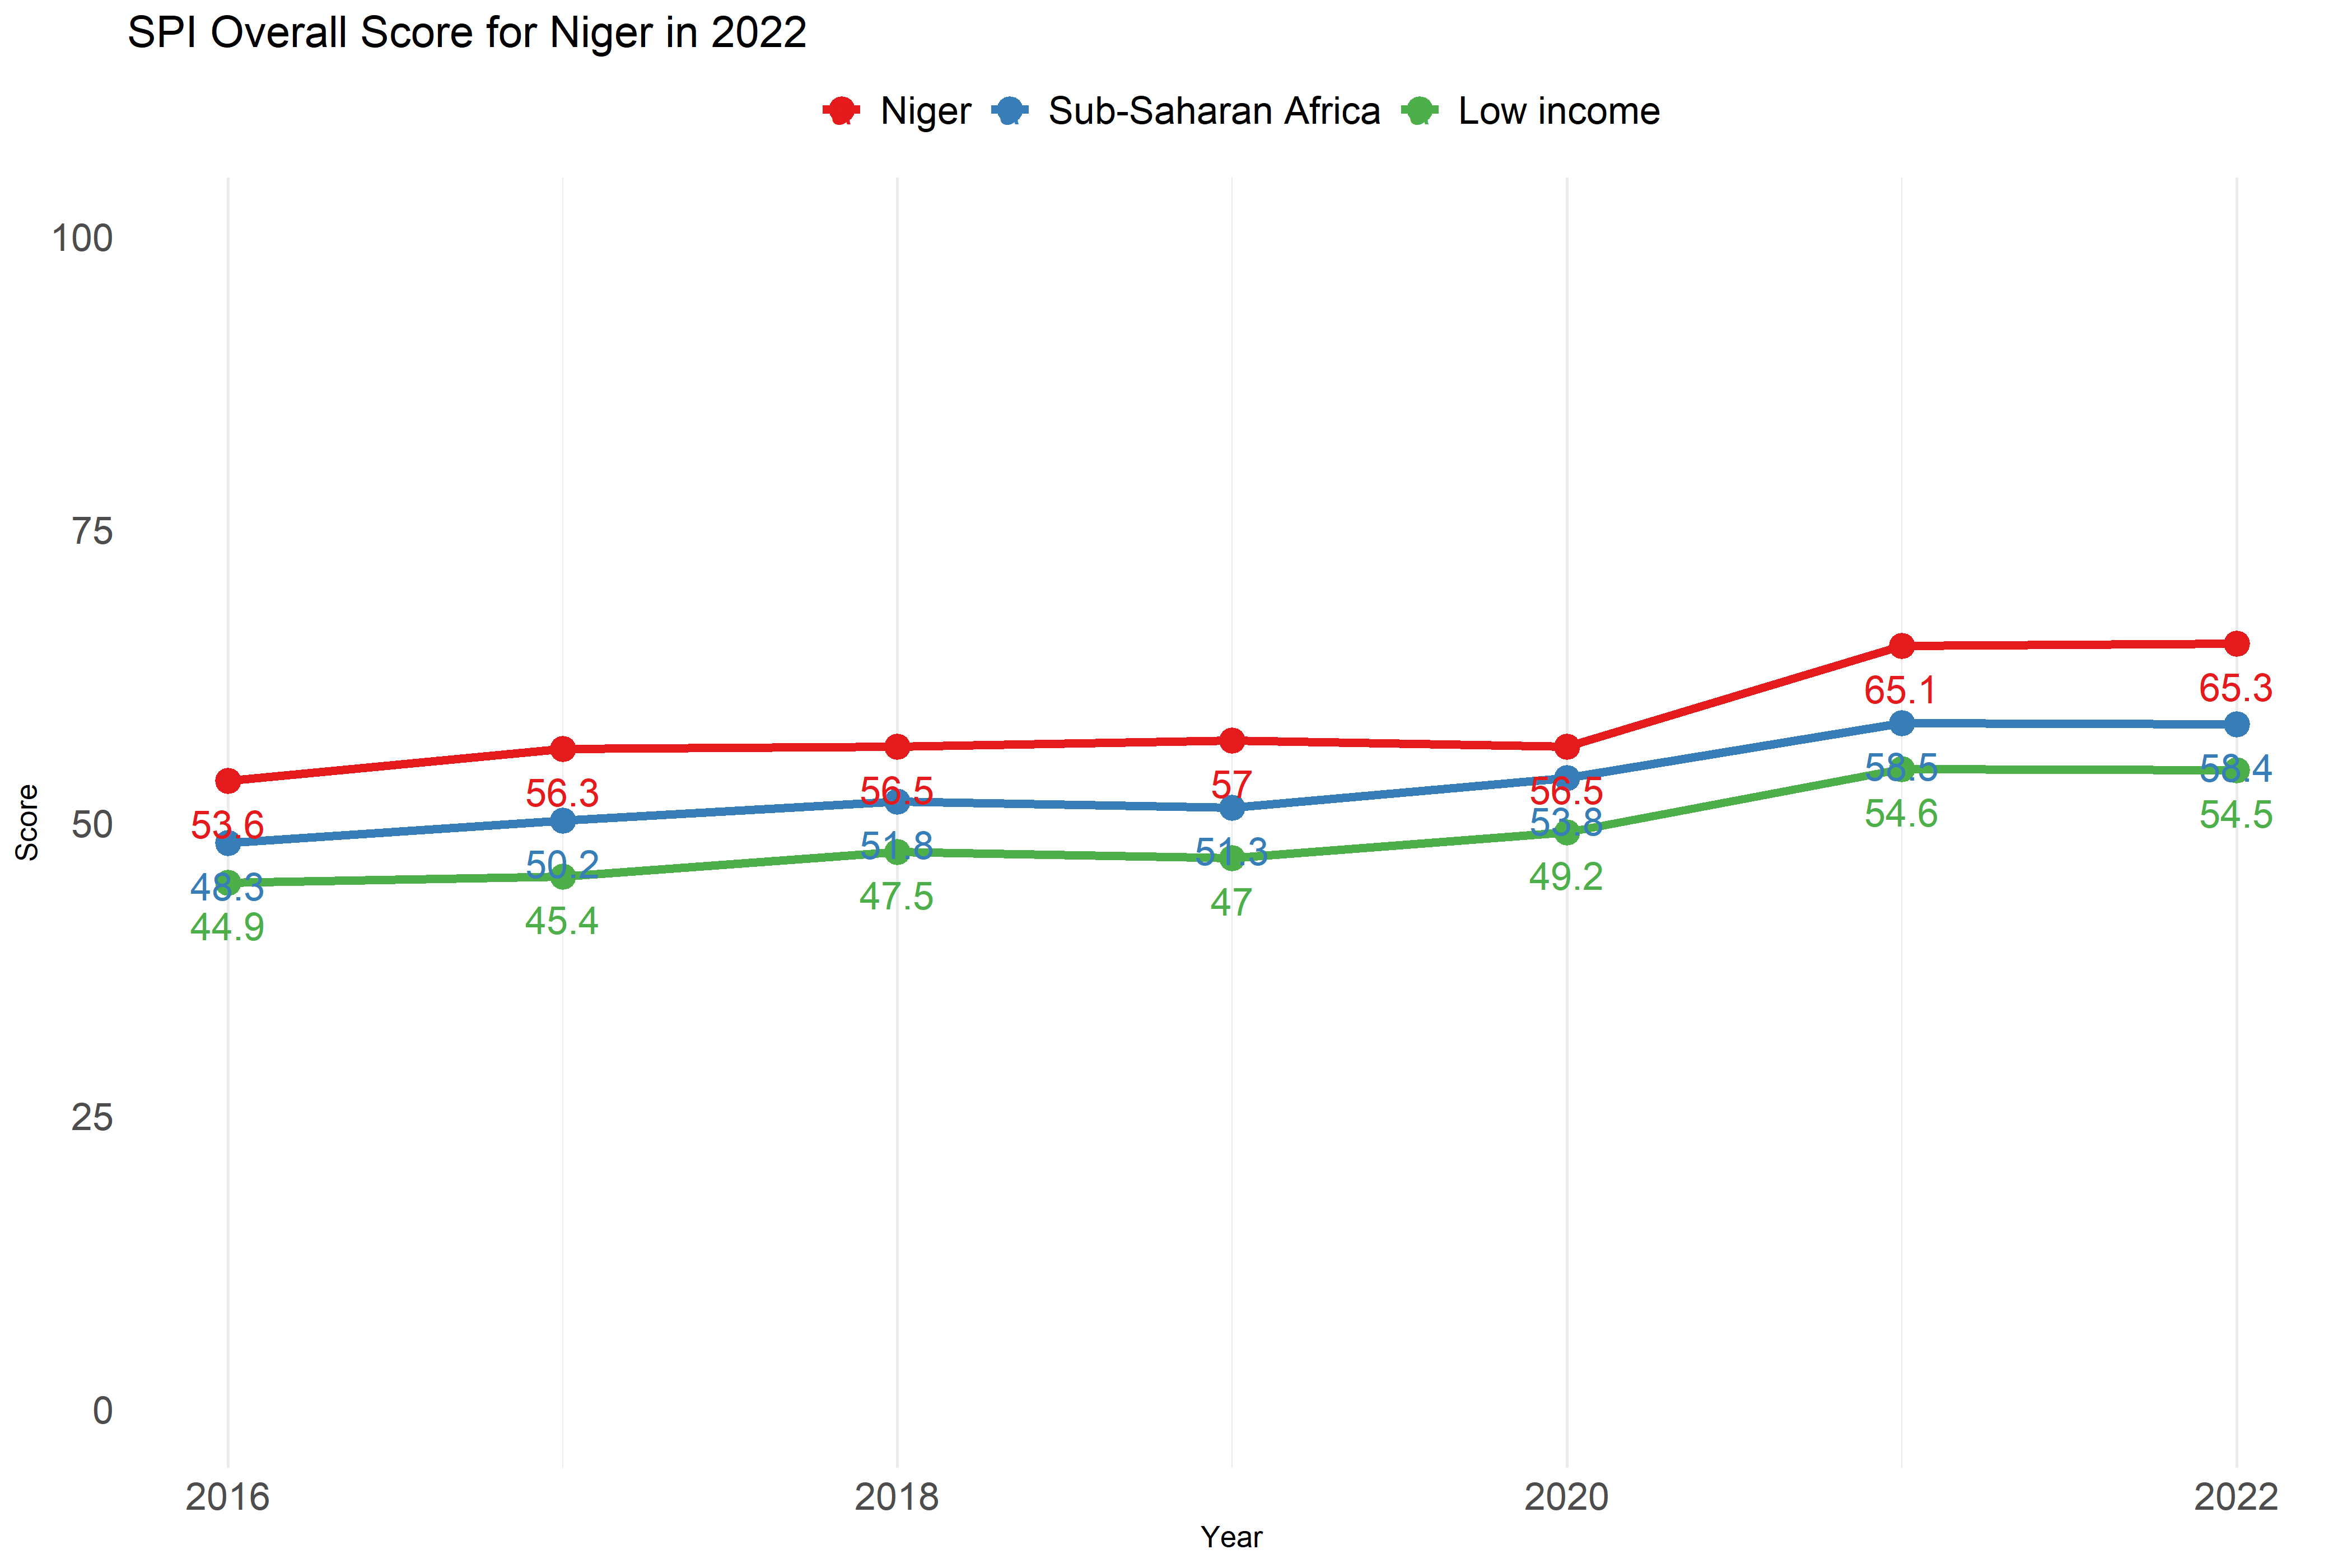 SPI Overall Score for Niger in 2022
Niger Sub-Saharan Africa Low income
100
75
50
25
0
Score
53.6 56.3 56.5 57 56.5 65.1 65.3
48.3 50.2 51.8 51.3 53.8 58.5 58.4
44.9 45.4 47.5 47 49.2 54.6 54.5
2016 2018 2020 2022
Year